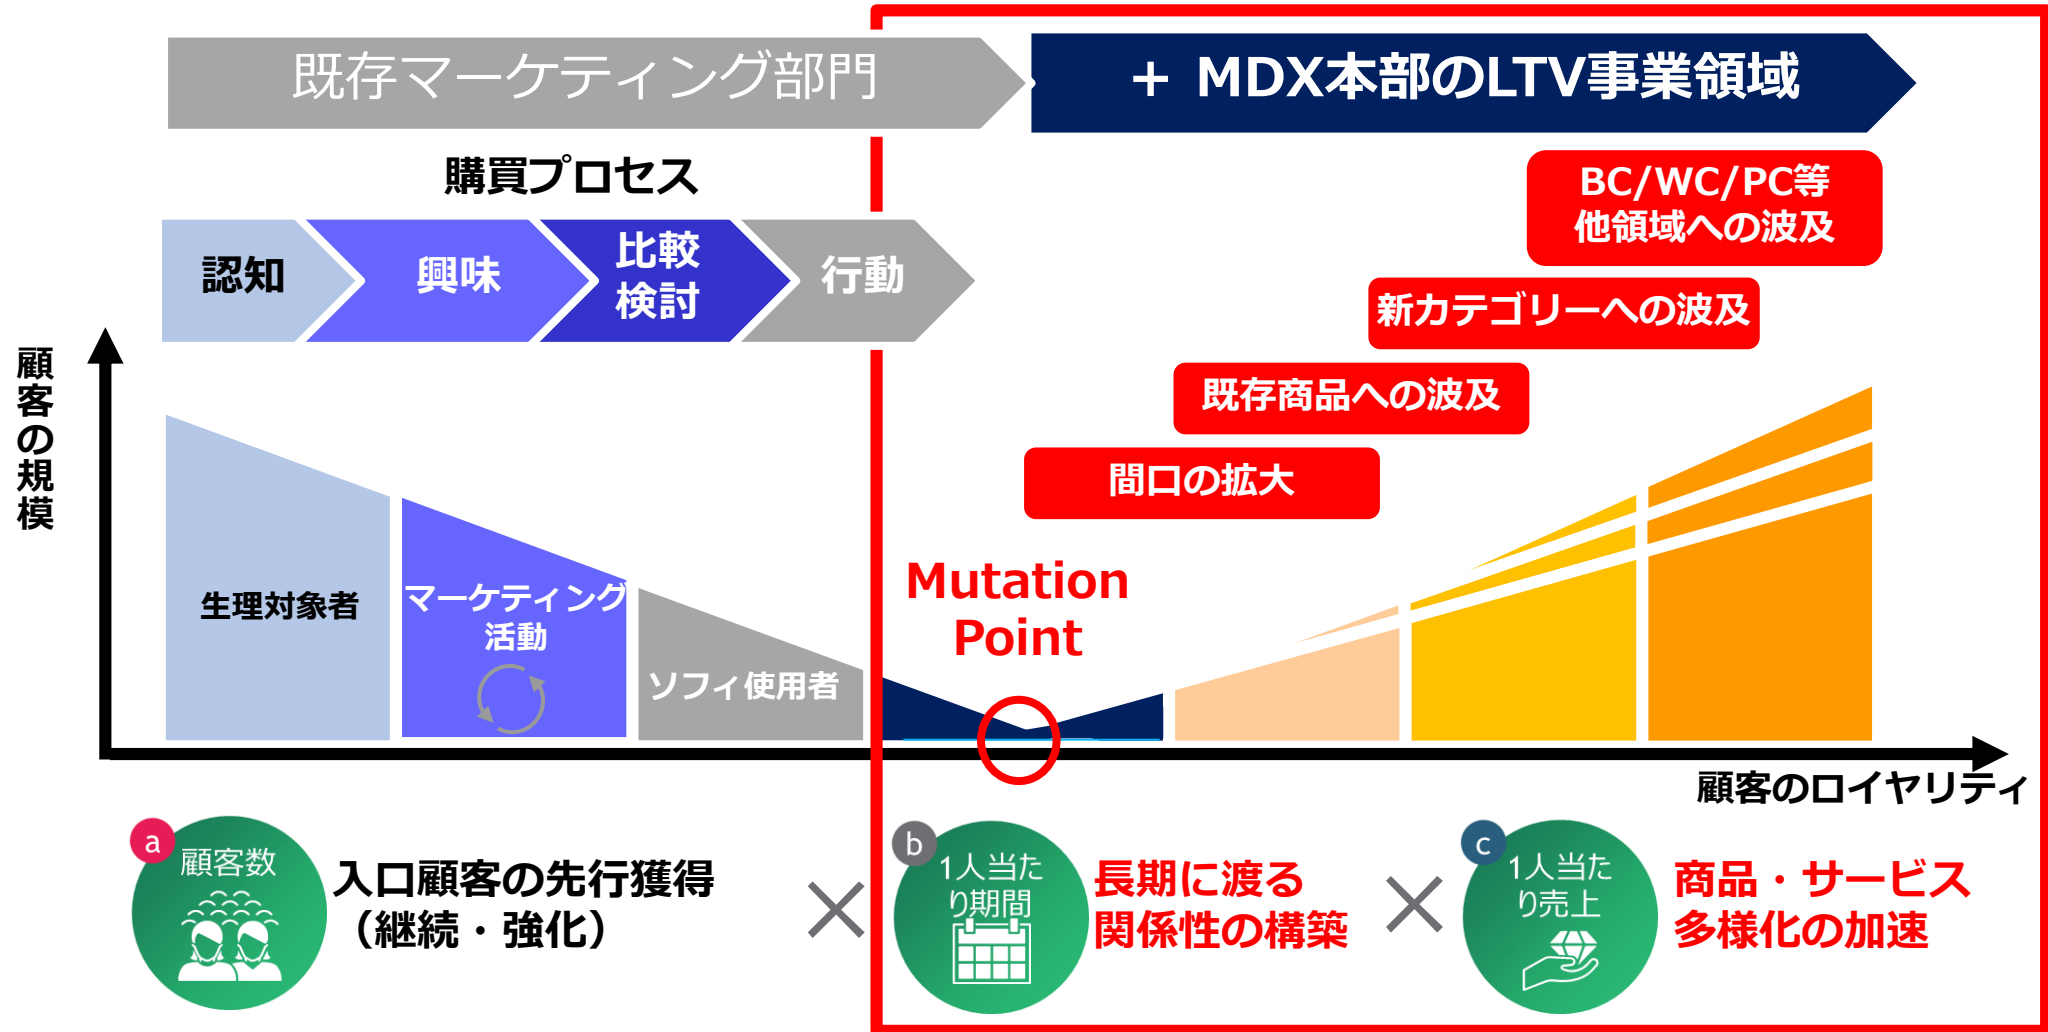 既存マーケティング部門
+ MDX本部のLTV事業領域
購買プロセス
認知
興味
比較
検討
行動
BC/WC/PC等
他領域への波及
新カテゴリーへの波及
既存商品への波及
間口の拡大
顧客の規模
生理対象者
マーケティング
活動
ソフィ使用者
Mutation
Point
顧客のロイヤリティ
a
顧客数
入口顧客の先行獲得
（継続・強化）
×
b
1人当た
り期間
長期に渡る
関係性の構築
×
c
1人当た
り売上
商品・サービス
多様化の加速